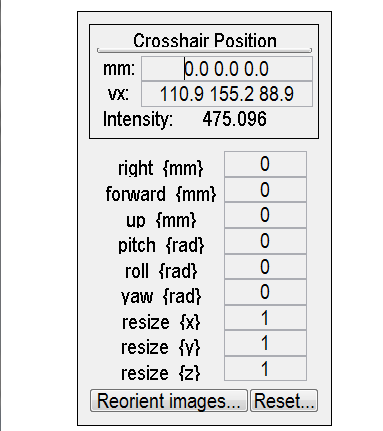 Crosshair Position
mm: 0.0 0.0 0.0
vx: 110.9 155.2 88.9
Intensity: 475.096
right {mm} 0
forward {mm} 0
up {mm} 0
pitch {rad} 0
roll {rad} 0
yaw {rad} 0
resize {x} 1
resize {y} 1
resize {z} 1
Reorient images... Reset...